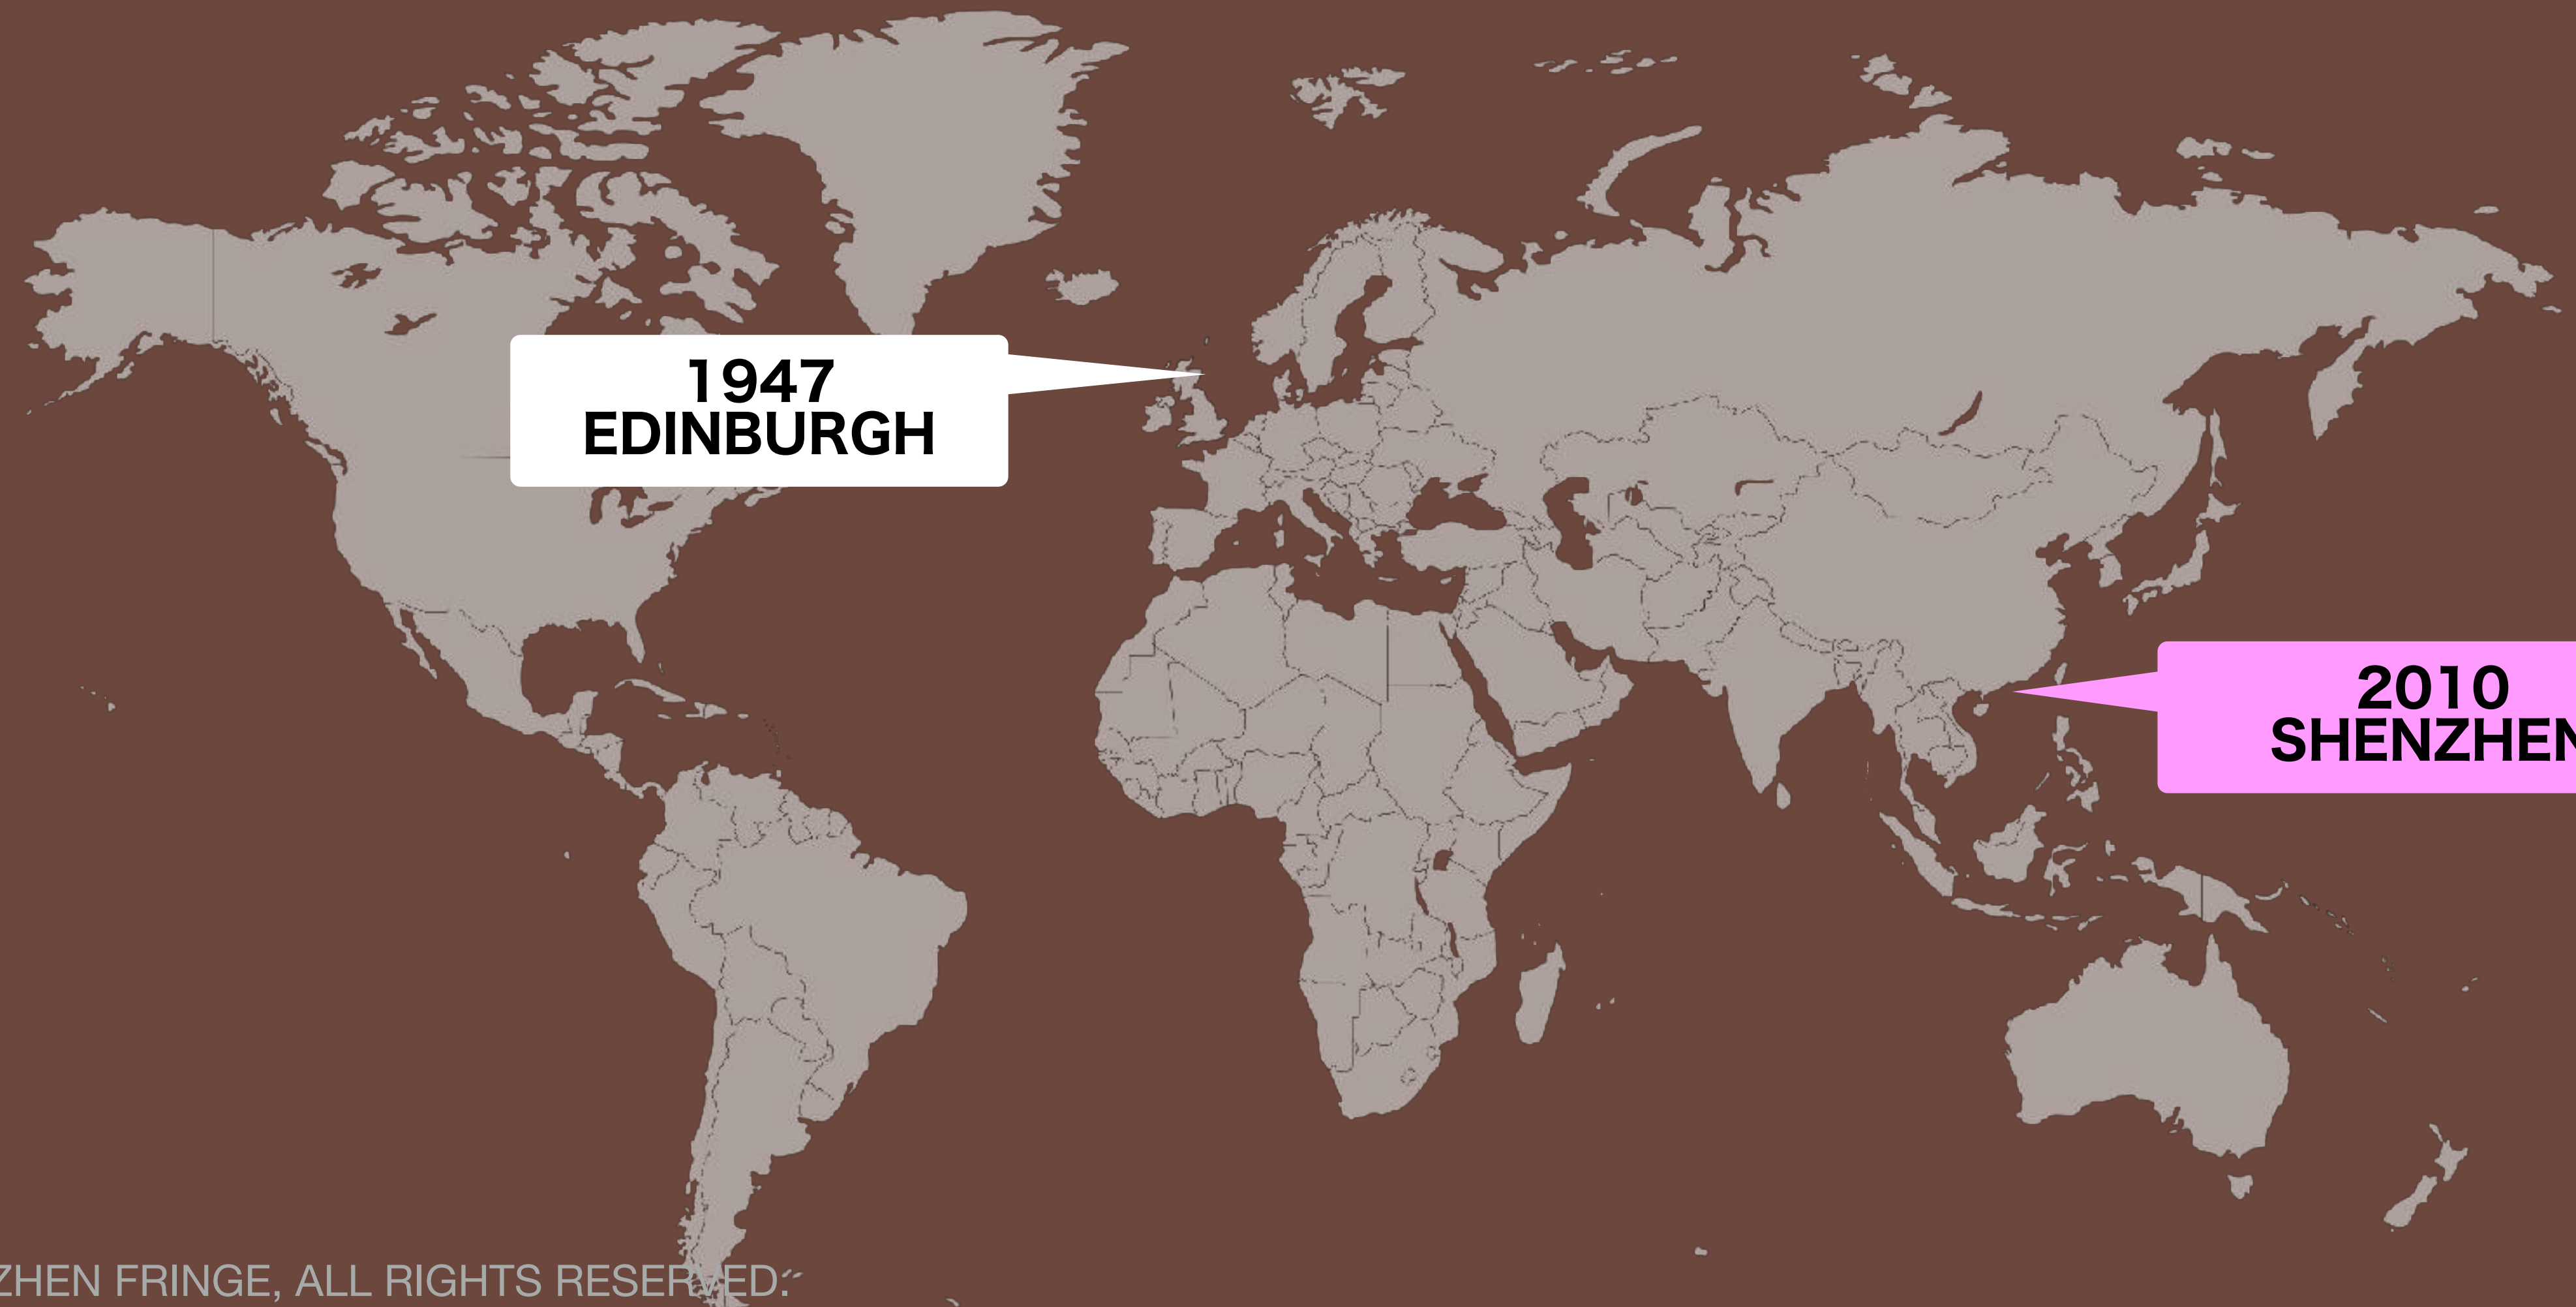 1947
EDINBURGH
2010
SHENZHEN
ZHEN FRINGE, ALL RIGHTS RESERVED.